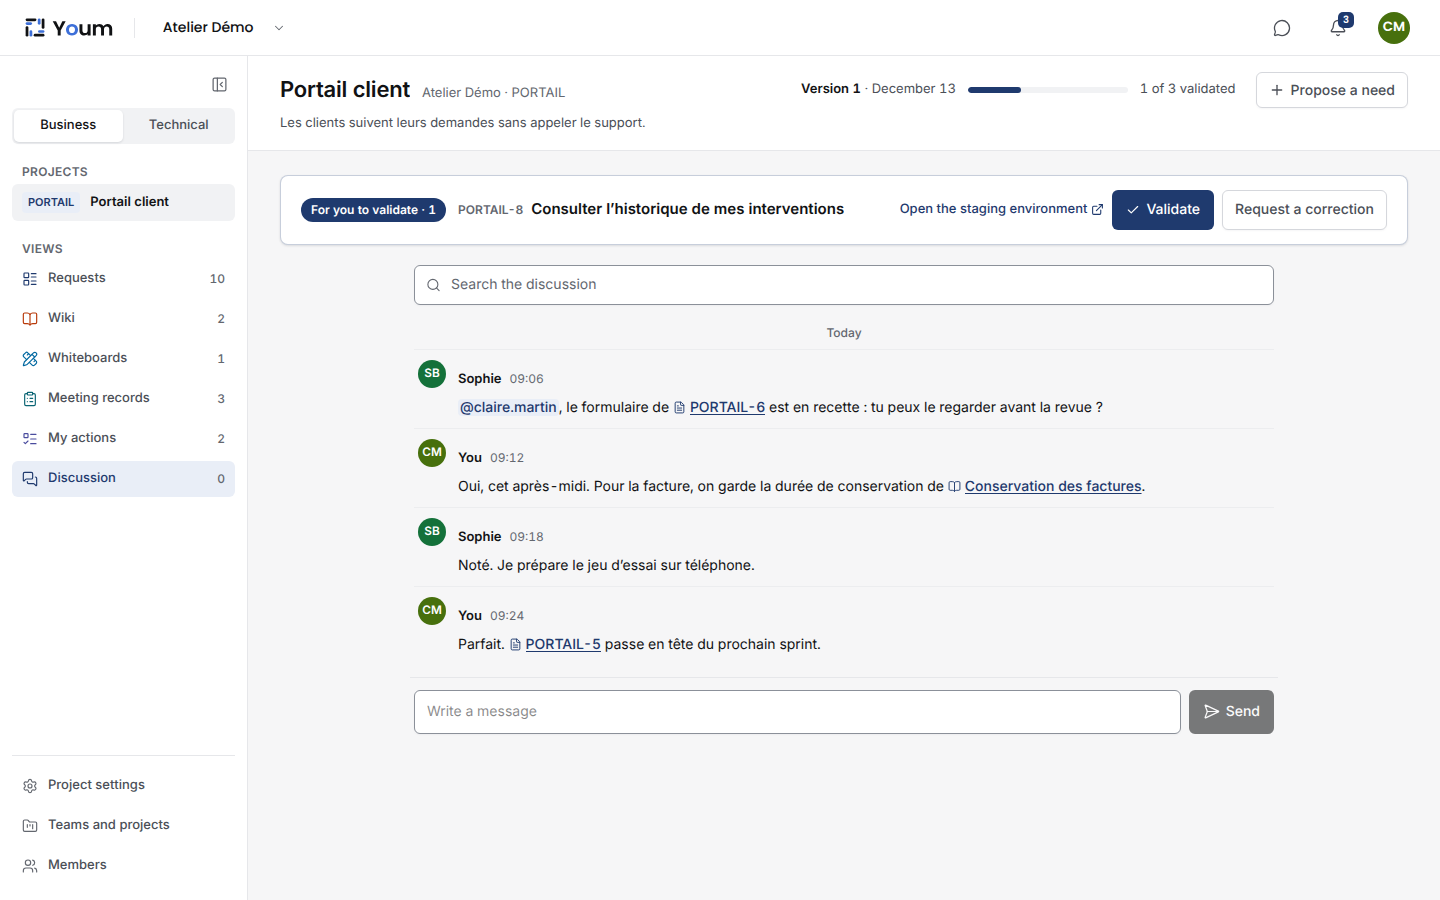 Youm
Atelier Démo
3
CM
Business
Technical
PROJECTS
PORTAIL Portail client
VIEWS
Requests 10
Wiki 2
Whiteboards 1
Meeting records 3
My actions 2
Discussion 0
Project settings
Teams and projects
Members
Portail client Atelier Démo · PORTAIL
Version 1 · December 13
1 of 3 validated
+ Propose a need
Les clients suivent leurs demandes sans appeler le support.
For you to validate · 1 PORTAIL-8 Consulter l’historique de mes interventions
Open the staging environment
Validate
Request a correction
Search the discussion
Today
SB Sophie 09:06
@claire.martin, le formulaire de PORTAIL-6 est en recette : tu peux le regarder avant la revue ?
CM You 09:12
Oui, cet après-midi. Pour la facture, on garde la durée de conservation de Conservation des factures.
SB Sophie 09:18
Noté. Je prépare le jeu d’essai sur téléphone.
CM You 09:24
Parfait. PORTAIL-5 passe en tête du prochain sprint.
Write a message
Send